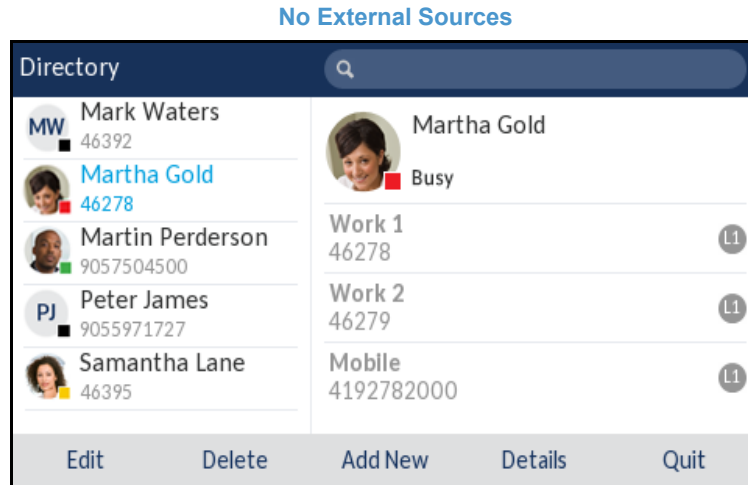 No External Sources
Directory
MW
Mark Waters
46392
Martha Gold
46278
Martin Perderson
9057504500
PJ
Peter James
9055971727
Samantha Lane
46395
Martha Gold
Busy
Work 1
46278
L1
Work 2
46279
L1
Mobile
4192782000
L1
Edit Delete Add New Details Quit